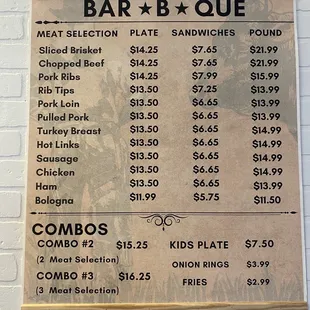 BAR★B★QUE
MEAT SELECTION PLATE SANDWICHES POUND
Sliced Brisket $14.25 $7.65 $21.99
Chopped Beef $14.25 $7.65 $21.99
Pork Ribs $14.25 $7.99 $15.99
Rib Tips $13.50 $7.25 $13.99
Pork Loin $13.50 $6.65 $13.99
Pulled Pork $13.50 $6.65 $13.99
Turkey Breast $13.50 $6.65 $14.99
Hot Links $13.50 $6.65 $14.99
Sausage $13.50 $6.65 $14.99
Chicken $13.50 $6.65 $14.99
Ham $13.50 $6.65 $13.99
Bologna $11.99 $5.75 $11.50
COMBOS
COMBO #2 $15.25 KIDS PLATE $7.50
(2 Meat Selection) ONION RINGS $3.99
COMBO #3 $16.25 FRIES $2.99
(3 Meat Selection)